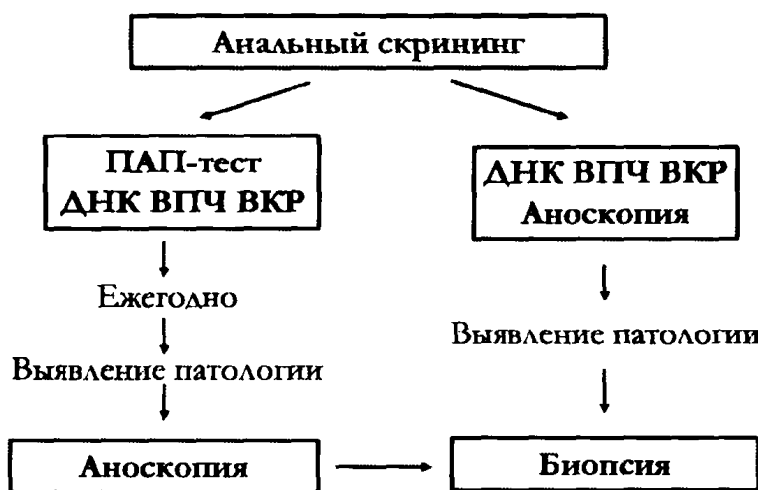 Анальный скрининг
ПАП-тест
ДНК ВПЧ ВКР
ДНК ВПЧ ВКР
Аноскопия
Ежегодно
Выявление патологии
Выявление патологии
Аноскопия
Биопсия